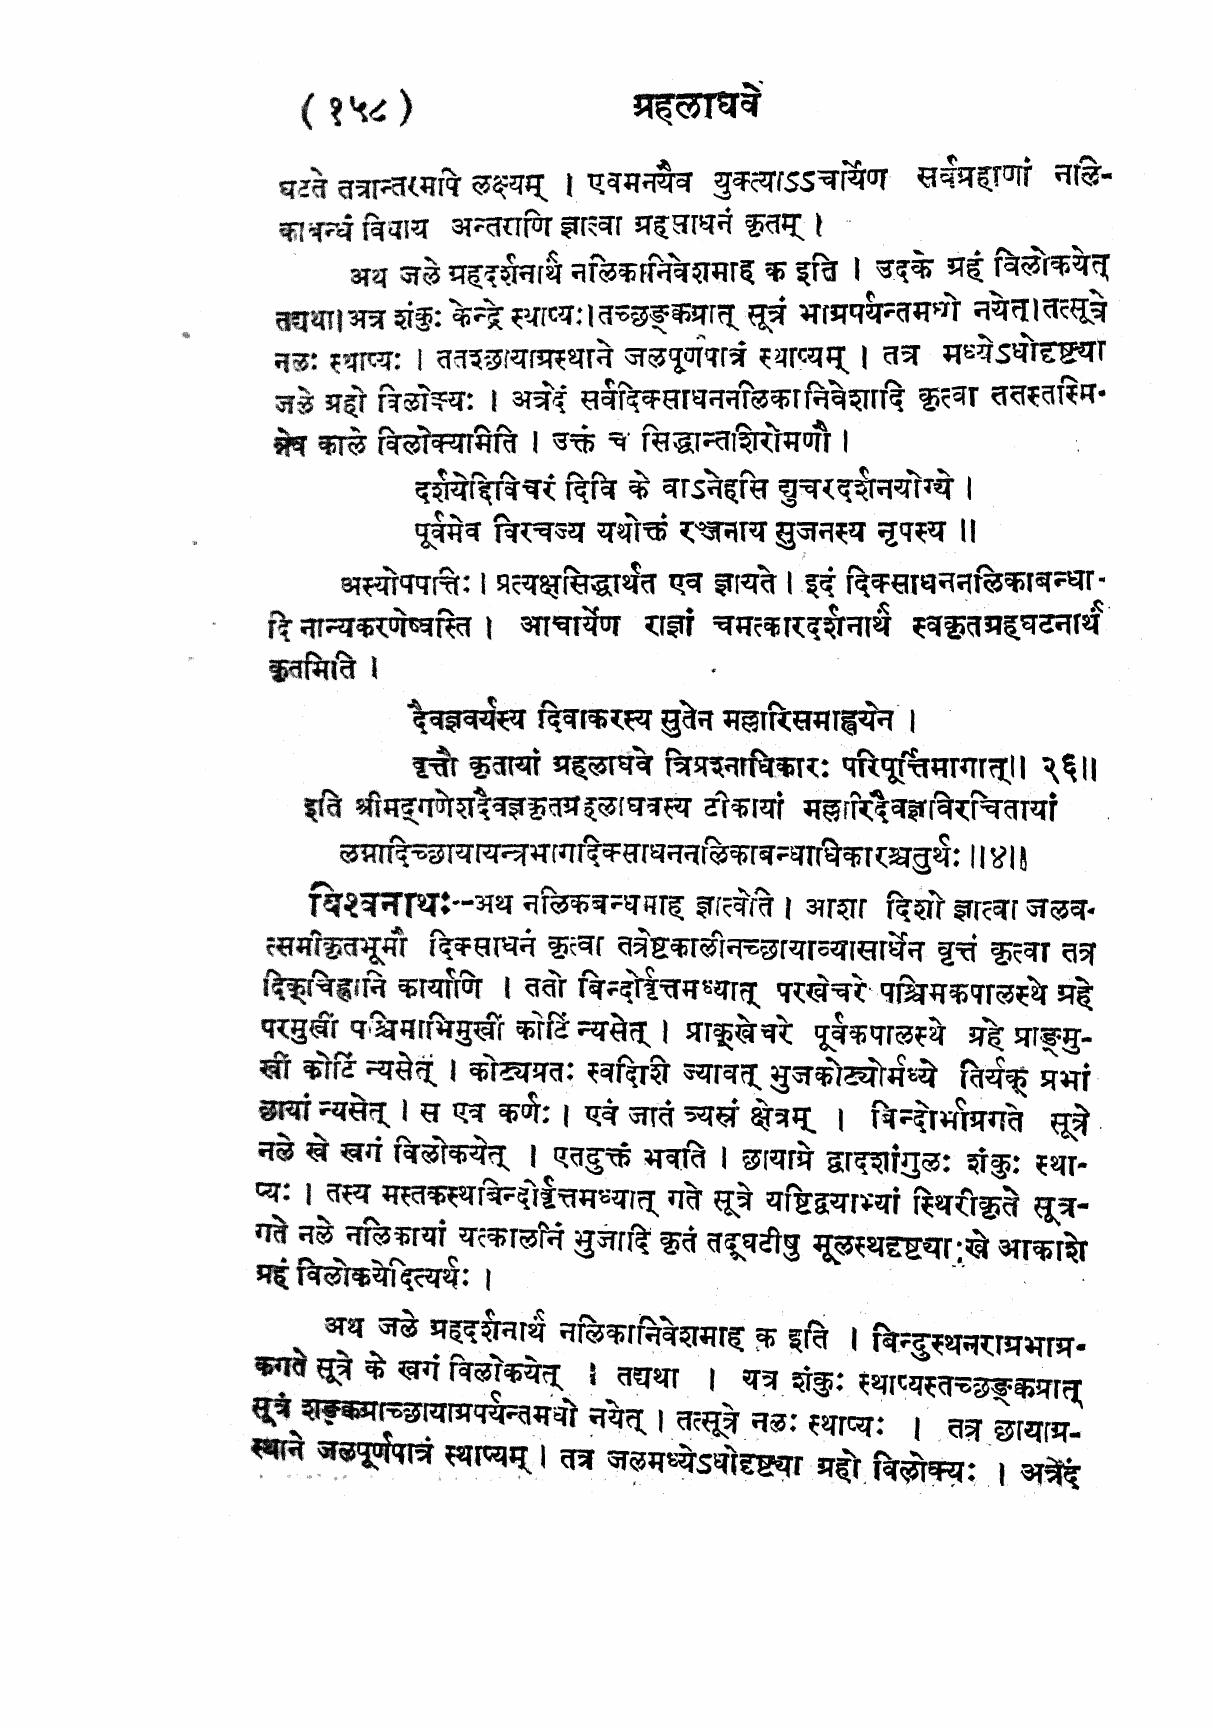 ( १५८ ) ग्रहलाघवे
घटते तत्रान्तरमपि लक्ष्यम् । एवमनयैव युक्त्याऽऽचार्येण सर्वग्रहाणां नलि-
काबन्धं विधाय अन्तराणि ज्ञात्वा ग्रहसाधनं कृतम् ।
अथ जले ग्रहदर्शनार्थं नलिकानिवेशमाह क इति । उदके ग्रहं विलोकयेत्
तद्यथा।अत्र शंकुः केन्द्रे स्थाप्यः।तच्छङ्क्वग्रात् सूत्रं भाग्रपर्यन्तमधो नयेत्।तत्सूत्रे
नलः स्थाप्यः । ततश्छायाग्रस्थाने जलपूर्णपात्रं स्थाप्यम् । तत्र मध्येऽधोदृष्ट्या
जले ग्रहो विलोक्यः । अत्रेदं सर्वदिक्साधननलिकानिवेशादि कृत्वा ततस्तस्मि-
न्नेव काले विलोक्यामिति । उक्तं च सिद्धान्तशिरोमणौ ।
दर्शयेद्दिविचरं दिवि के वाऽनेहसि द्युचरदर्शनयोग्ये ।
पूर्वमेव विरचय्य यथोक्तं रञ्जनाय सुजनस्य नृपस्य ॥
अस्योपपत्तिः । प्रत्यक्षसिद्धार्थत एव ज्ञायते । इदं दिक्साधननलिकाबन्धा-
दि नान्यकरणेष्वस्ति । आचार्येण राज्ञां चमत्कारदर्शनार्थं स्वकृतग्रहघटनार्थं
कृतमिति ।
दैवज्ञवर्यस्य दिवाकरस्य सुतेन मल्लारिसमाह्वयेन ।
वृत्तौ कृतायां ग्रहलाघवे त्रिप्रश्नाधिकारः परिपूर्त्तिमागात्॥ २६॥
इति श्रीमद्गणेशदैवज्ञकृतग्रहलाघवस्य टीकायां मल्लारिदैवज्ञविरचितायां
लग्नादिच्छायायन्त्रभागादिक्साधननलिकाबन्धाधिकारश्चतुर्थः ॥४॥
विश्वनाथः--अथ नलिकबन्धमाह ज्ञात्वेति । आशा दिशो ज्ञात्वा जलव-
त्समीकृतभूमौ दिक्साधनं कृत्वा तत्रेष्टकालीनच्छायाव्यासार्धेन वृत्तं कृत्वा तत्र
दिक्चिह्नानि कार्याणि । ततो बिन्दोर्वृत्तमध्यात् परखेचरे पश्चिमकपालस्थे ग्रहे
परमुखीं पश्चिमाभिमुखीं कोटिं न्यसेत् । प्राक्खेचरे पूर्वकपालस्थे ग्रहे प्राङ्मु-
खीं कोटिं न्यसेत् । कोट्यग्रतः स्वदिशि ज्यावत् भुजकोट्योर्मध्ये तिर्यक् प्रभां
छायां न्यसेत् । स एव कर्णः । एवं जातं त्र्यस्रं क्षेत्रम् । बिन्दोर्भाग्रगते सूत्रे
नले खे खगं विलोकयेत् । एतदुक्तं भवति । छायाग्रे द्वादशांगुलः शंकुः स्था-
प्यः । तस्य मस्तकस्थबिन्दोर्वृत्तमध्यात् गते सूत्रे यष्टिद्वयाभ्यां स्थिरीकृते सूत्र-
गते नले नलिकायां यत्कालीनं भुजादि कृतं तद्घटीषु मूलस्थदृष्ट्या खे आकाशे
ग्रहं विलोकयेदित्यर्थः ।
अथ जले ग्रहदर्शनार्थं नलिकानिवेशमाह क इति । बिन्दुस्थनराग्रभाग्र-
कगते सूत्रे के खगं विलोकयेत् । तद्यथा । यत्र शंकुः स्थाप्यस्तच्छङ्क्वग्रात्
सूत्रं शङ्क्वग्राच्छायाग्रपर्यन्तमधो नयेत् । तत्सूत्रे नलः स्थाप्यः । तत्र छायाग्र-
स्थाने जलपूर्णपात्रं स्थाप्यम् । तत्र जलमध्येऽधोदृष्ट्या ग्रहो विलोक्यः । अत्रेदं